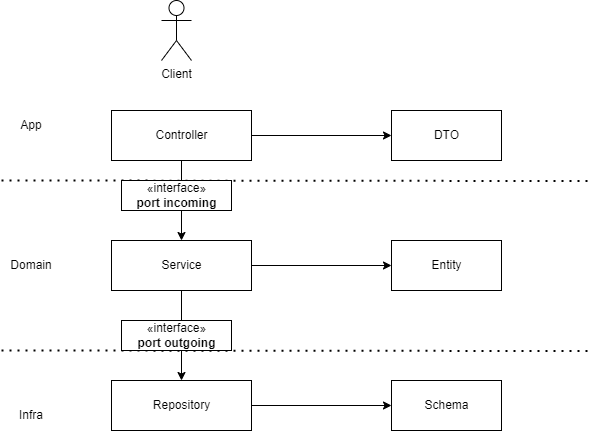 Client
App
Controller
DTO
«interface»
port incoming
Domain
Service
Entity
«interface»
port outgoing
Repository
Schema
Infra